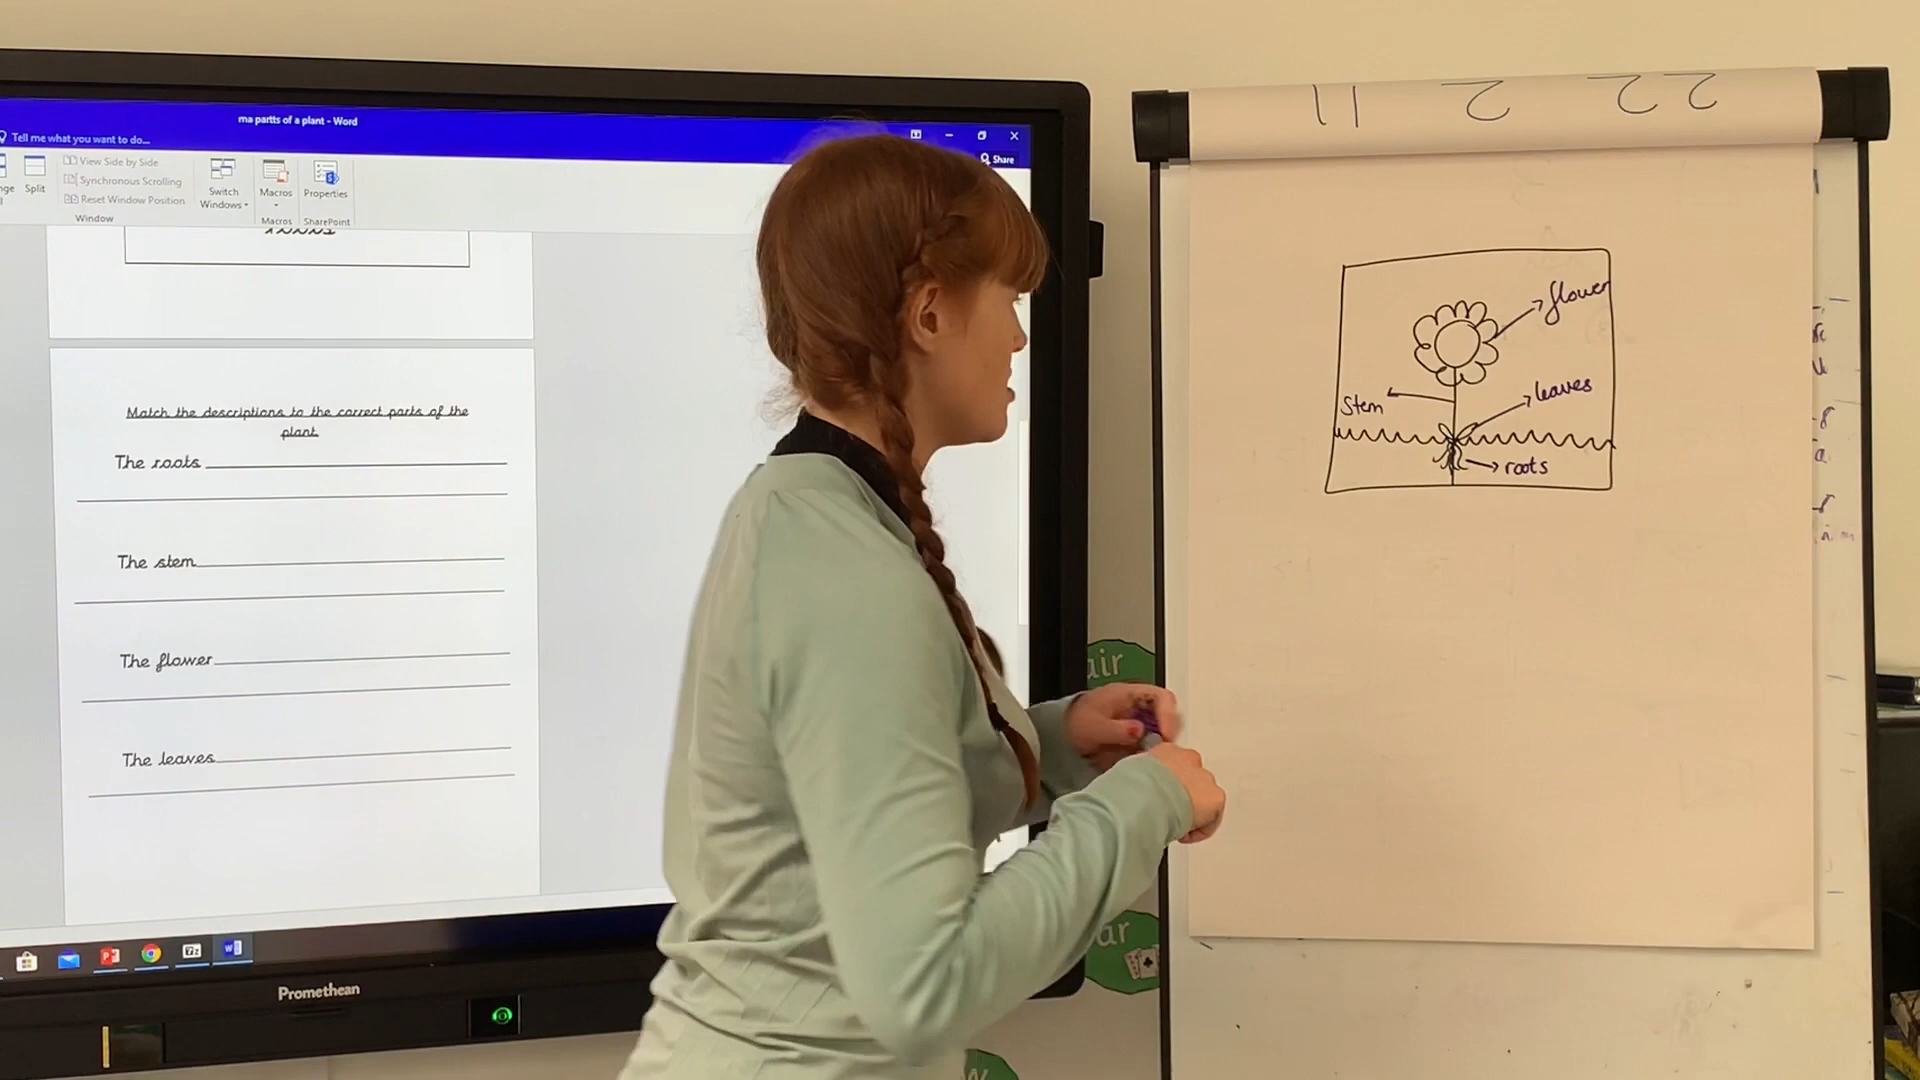 ma partts of a plant - Word
Tell me what you want to do...
Share
View Side by Side
Synchronous Scrolling
Reset Window Position
Split
Switch
Windows
Macros
Properties
Window
Macros
SharePoint
Match the descriptions to the correct parts of the
plant.
The roots
The stem
The flower
The leaves
Promethean
22 2 11
flower
leaves
Stem
roots
air
ar